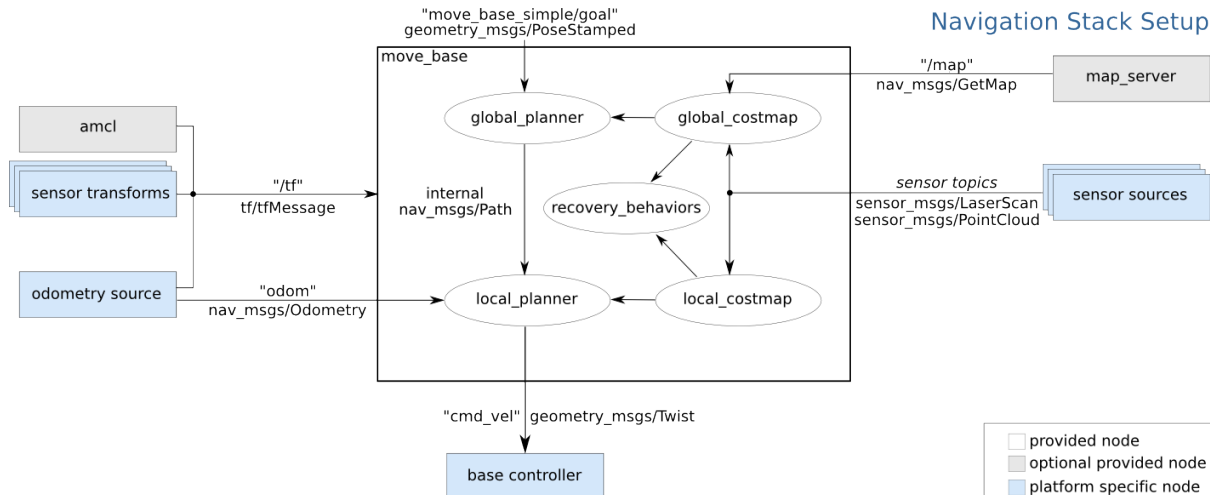 Navigation Stack Setup
"move_base_simple/goal"
geometry_msgs/PoseStamped
move_base
"/map"
nav_msgs/GetMap
map_server
amcl
global_planner
global_costmap
sensor transforms
"/tf"
tf/tfMessage
internal
nav_msgs/Path
recovery_behaviors
sensor topics
sensor_msgs/LaserScan
sensor_msgs/PointCloud
sensor sources
odometry source
"odom"
nav_msgs/Odometry
local_planner
local_costmap
"cmd_vel" geometry_msgs/Twist
base controller
provided node
optional provided node
platform specific node